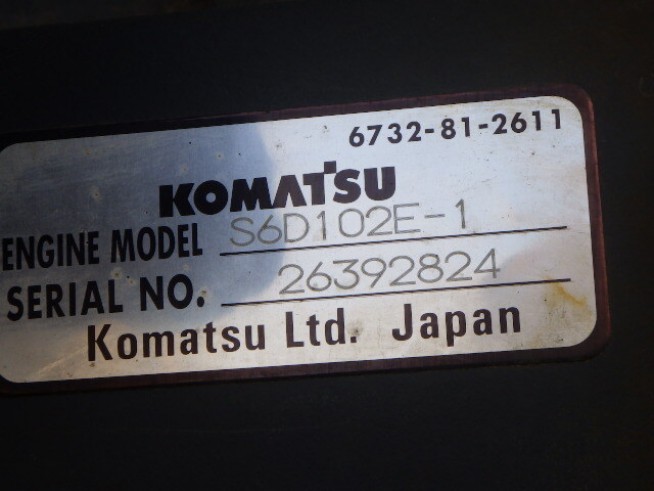 6732-81-2611
KOMATSU
ENGINE MODEL S6D102E-1
SERIAL NO. 26392824
Komatsu Ltd. Japan